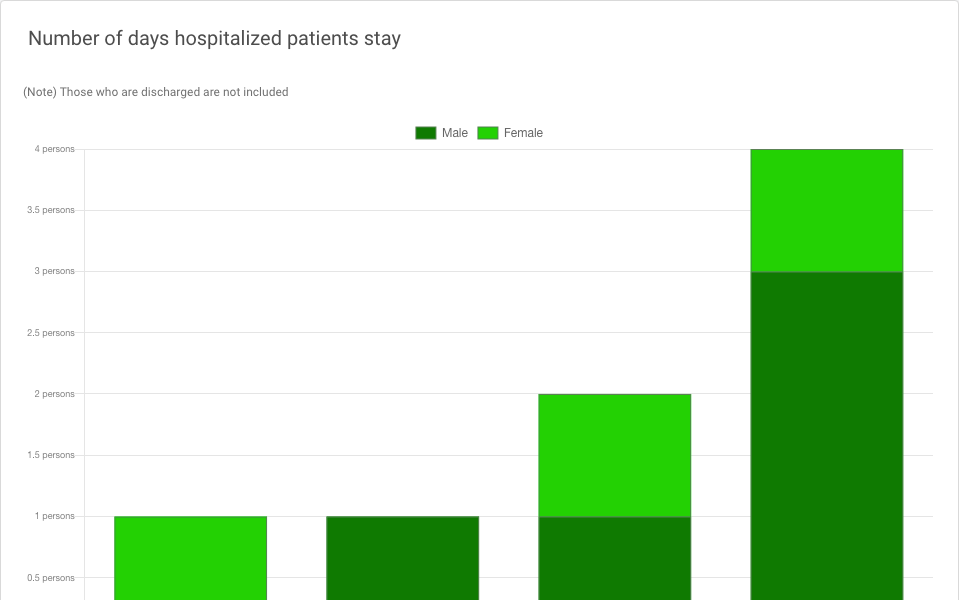 Number of days hospitalized patients stay
(Note) Those who are discharged are not included
Male Female
4 persons
3.5 persons
3 persons
2.5 persons
2 persons
1.5 persons
1 persons
0.5 persons